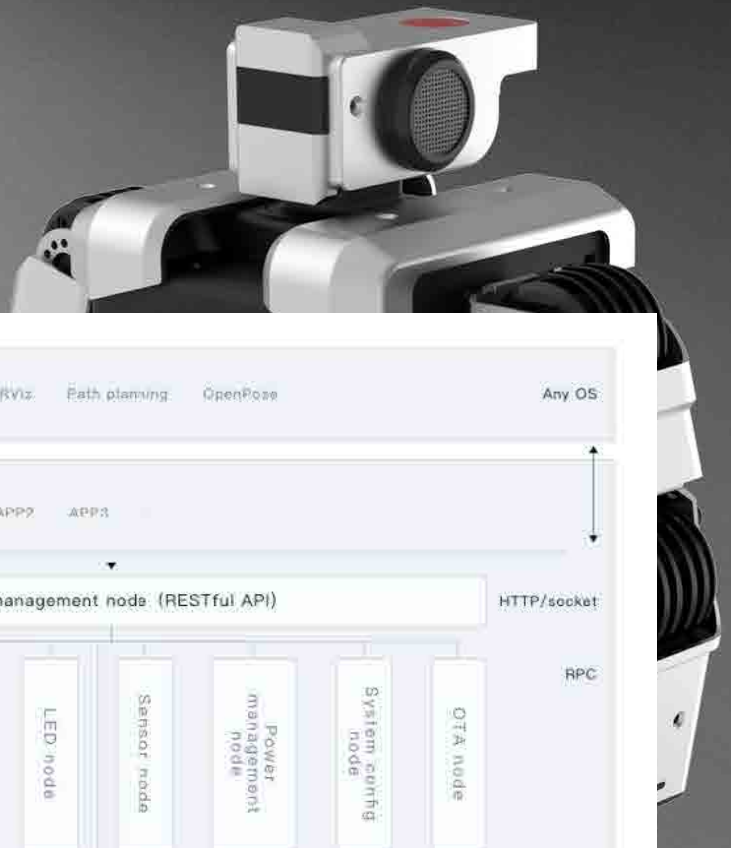 RViz Path planning OpenPose Any OS
APP2 APP3
management node (RESTful API) HTTP/socket
RPC
LED node
Sensor node
Power
management
node
System config
node
OTA node